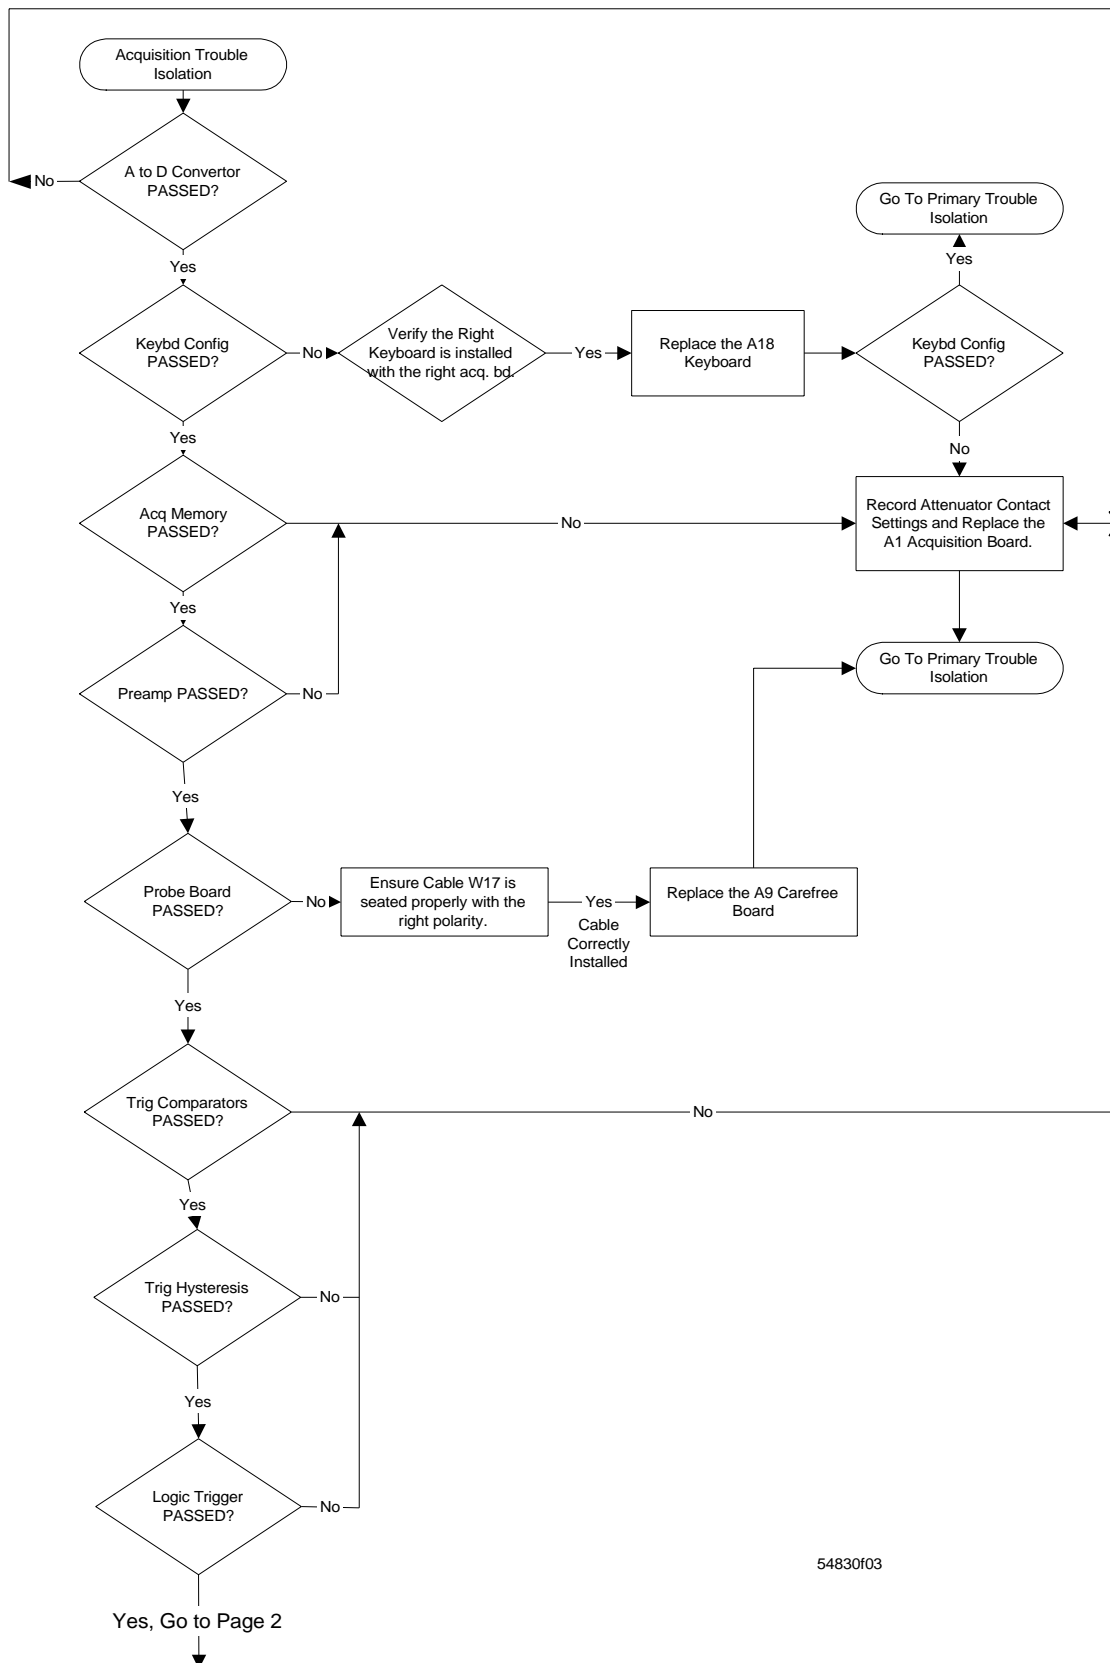 Acquisition Trouble
Isolation
A to D Convertor
PASSED?
No
Yes
Go To Primary Trouble
Isolation
Yes
Keybd Config
PASSED?
No
Verify the Right
Keyboard is installed
with the right acq. bd.
Yes
Replace the A18
Keyboard
Keybd Config
PASSED?
Yes
No
Acq Memory
PASSED?
No
Record Attenuator Contact
Settings and Replace the
A1 Acquisition Board.
Yes
Preamp PASSED?
No
Go To Primary Trouble
Isolation
Yes
Probe Board
PASSED?
No
Ensure Cable W17 is
seated properly with the
right polarity.
Yes
Cable
Correctly
Installed
Replace the A9 Carefree
Board
Yes
Trig Comparators
PASSED?
No
Yes
Trig Hysteresis
PASSED?
No
Yes
Logic Trigger
PASSED?
No
54830f03
Yes, Go to Page 2